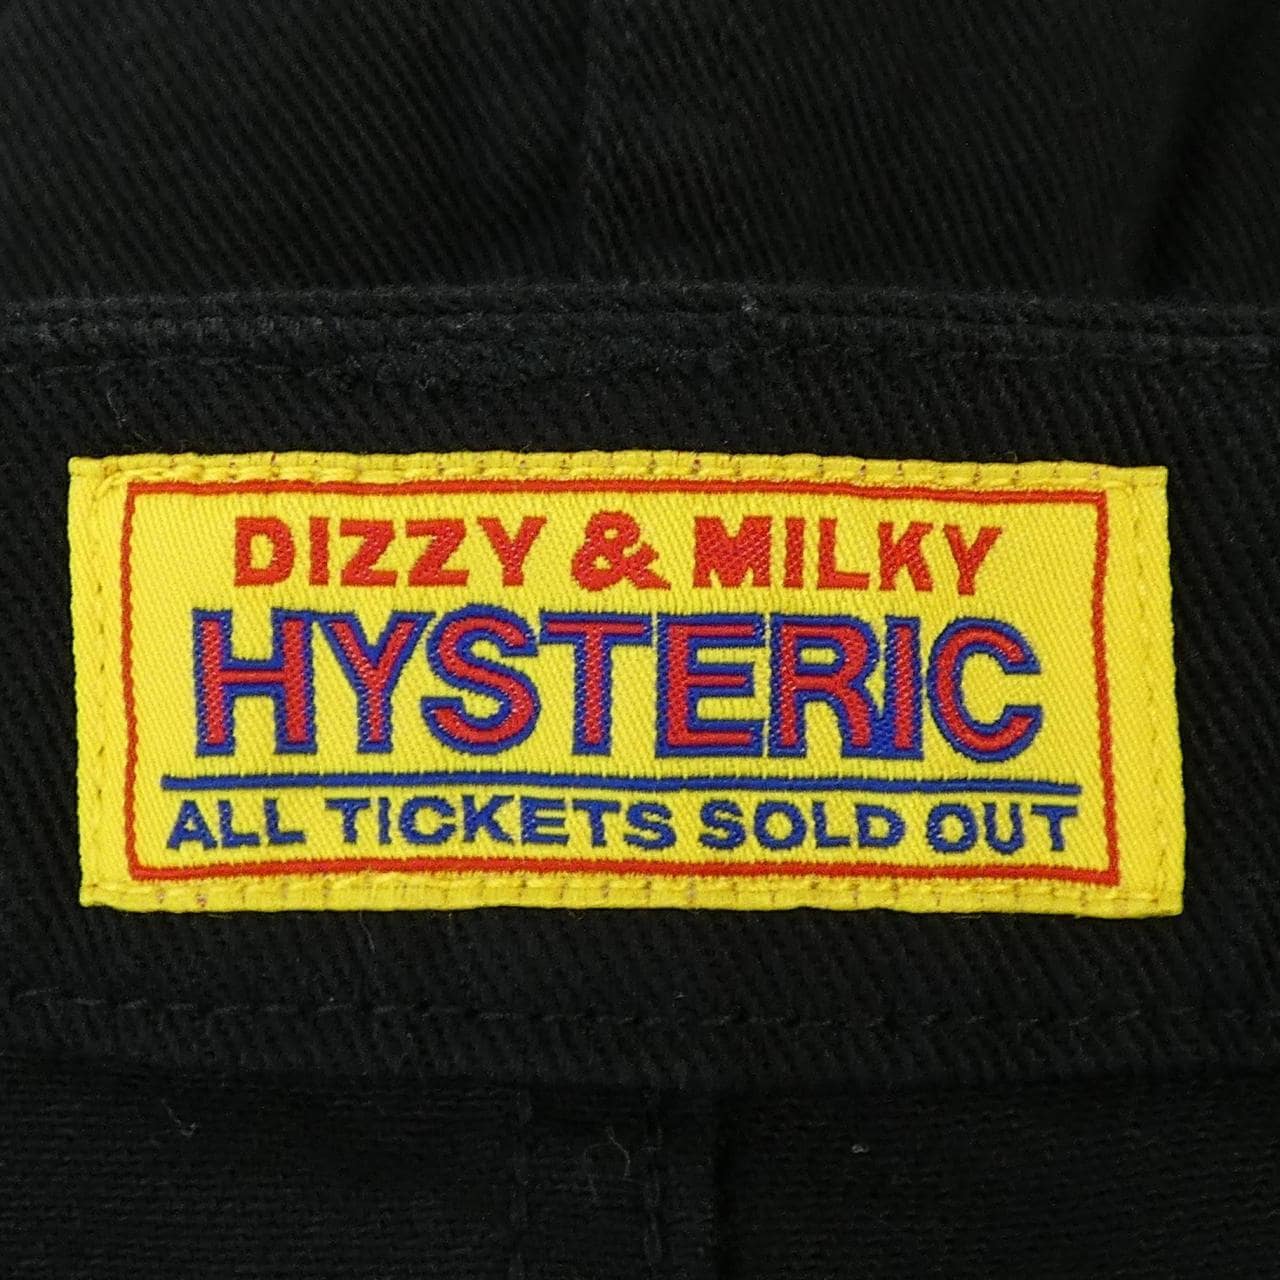 DIZZY & MILKY
HYSTERIC
ALL TICKETS SOLD OUT